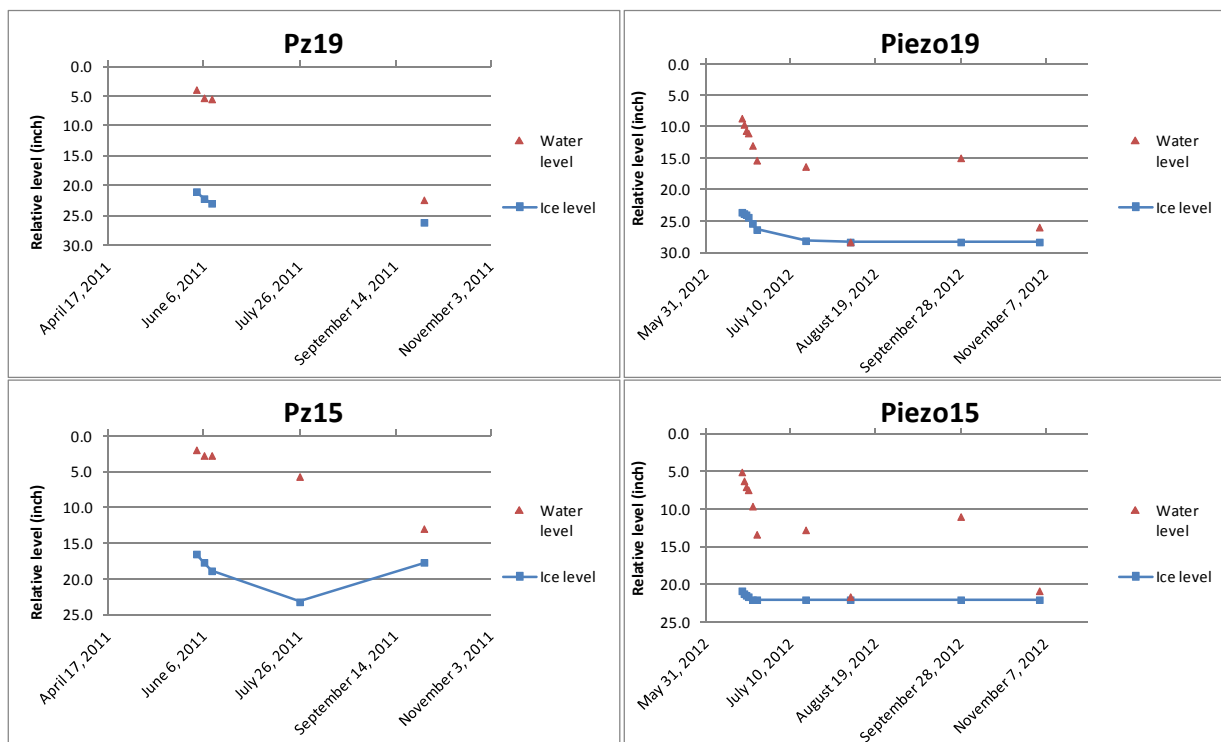 Pz19
0.0
5.0
10.0
15.0
20.0
25.0
30.0
Relative level (inch)
April 17, 2011
June 6, 2011
July 26, 2011
September 14, 2011
November 3, 2011
Water
level
Ice level
Piezo19
0.0
5.0
10.0
15.0
20.0
25.0
30.0
Relative level (inch)
May 31, 2012
July 10, 2012
August 19, 2012
September 28, 2012
November 7, 2012
Water
level
Ice level
Pz15
0.0
5.0
10.0
15.0
20.0
25.0
Relative level (inch)
April 17, 2011
June 6, 2011
July 26, 2011
September 14, 2011
November 3, 2011
Water
level
Ice level
Piezo15
0.0
5.0
10.0
15.0
20.0
25.0
Relative level (inch)
May 31, 2012
July 10, 2012
August 19, 2012
September 28, 2012
November 7, 2012
Water
level
Ice level